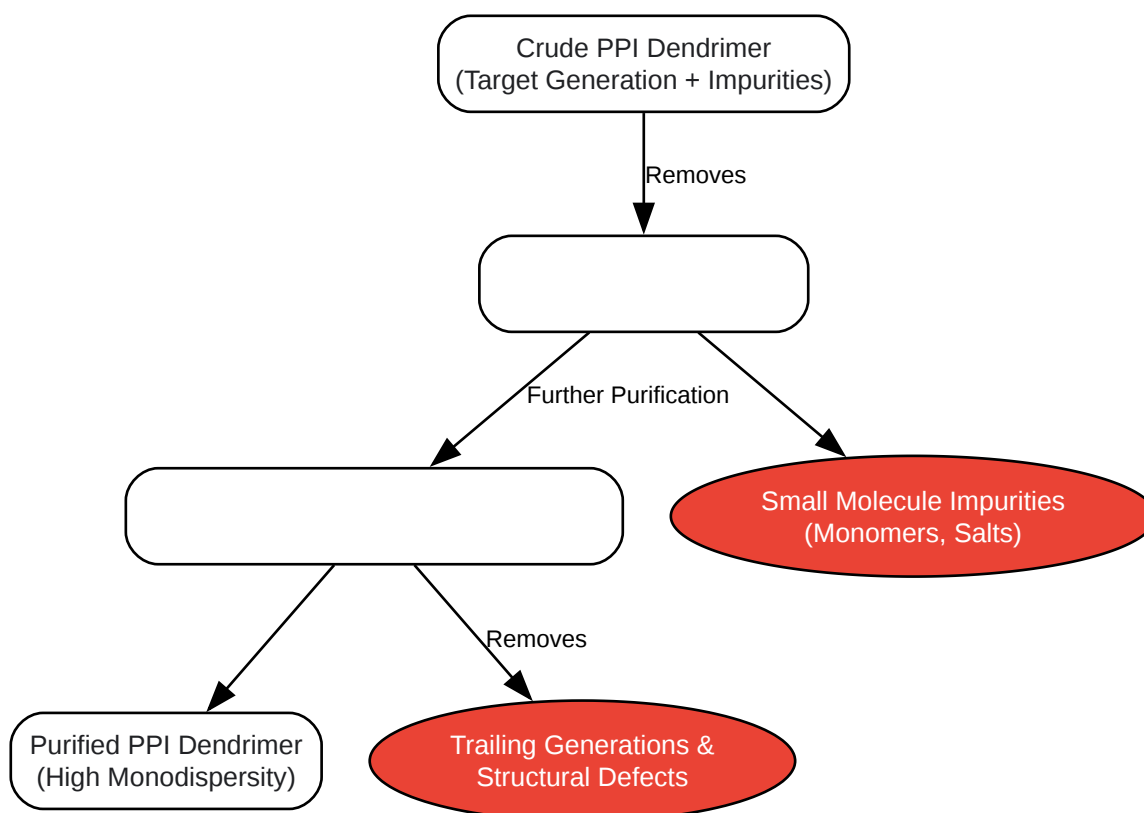 Crude PPI Dendrimer
(Target Generation + Impurities)
Removes
Further Purification
Small Molecule Impurities
(Monomers, Salts)
Removes
Purified PPI Dendrimer
(High Monodispersity)
Trailing Generations &
Structural Defects